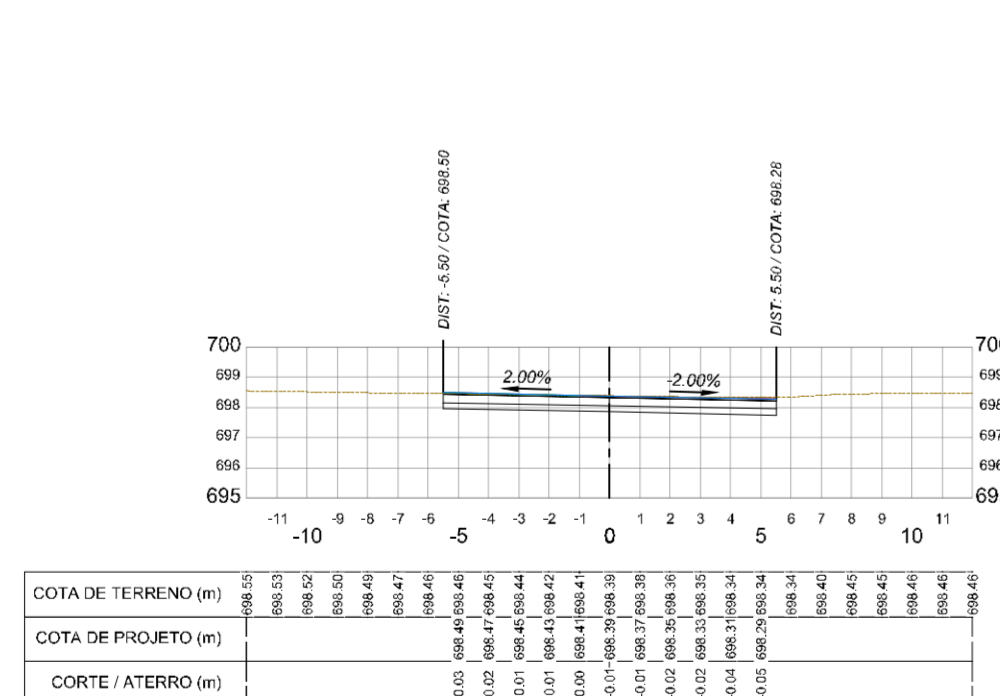 DIST: -5.50 / COTA: 698.50
DIST: 5.50 / COTA: 698.28
700 700
2.00% -2.00%
699 699
698 698
697 697
696 696
695 69
-11 -9 -8 -7 -6 -4 -3 -2 -1 1 2 3 4 6 7 8 9 11
-10 -5 0 5 10
COTA DE TERRENO (m) 698.55 698.53 698.52 698.50 698.49 698.47 698.46 698.46 698.45 698.44 698.42 698.41 698.39 698.38 698.36 698.35 698.34 698.34 698.34 698.40 698.45 698.45 698.46 698.46 698.46
COTA DE PROJETO (m) 698.49 698.47 698.45 698.43 698.41 698.39 698.37 698.35 698.33 698.31 698.29
CORTE / ATERRO (m) 0.03 0.02 0.01 0.01 0.00 -0.01 -0.01 -0.02 -0.02 -0.04 -0.05